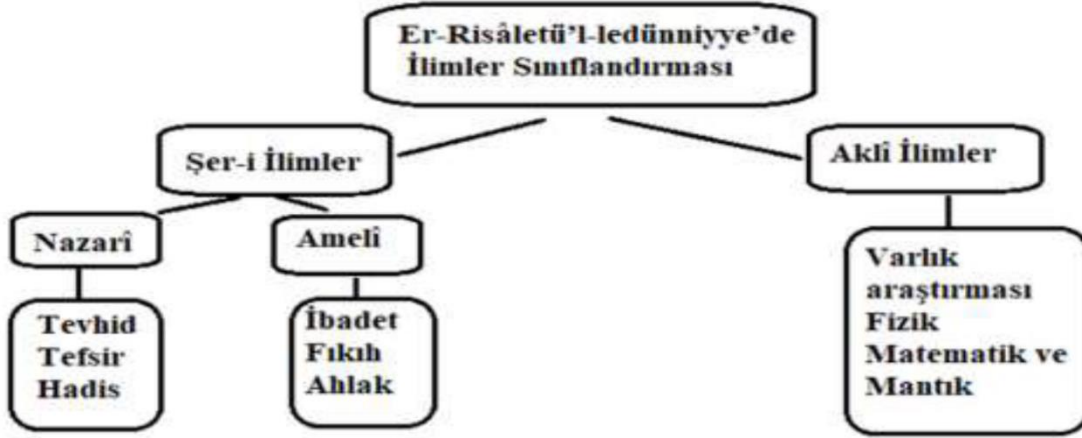 Er-Risâletü'l-ledünniyye'de
İlimler Sınıflandırması
Şer-i İlimler
Aklî İlimler
Nazarî
Amelî
Tevhid
Tefsir
Hadis
İbadet
Fıkıh
Ahlak
Varlık
araştırması
Fizik
Matematik ve
Mantık